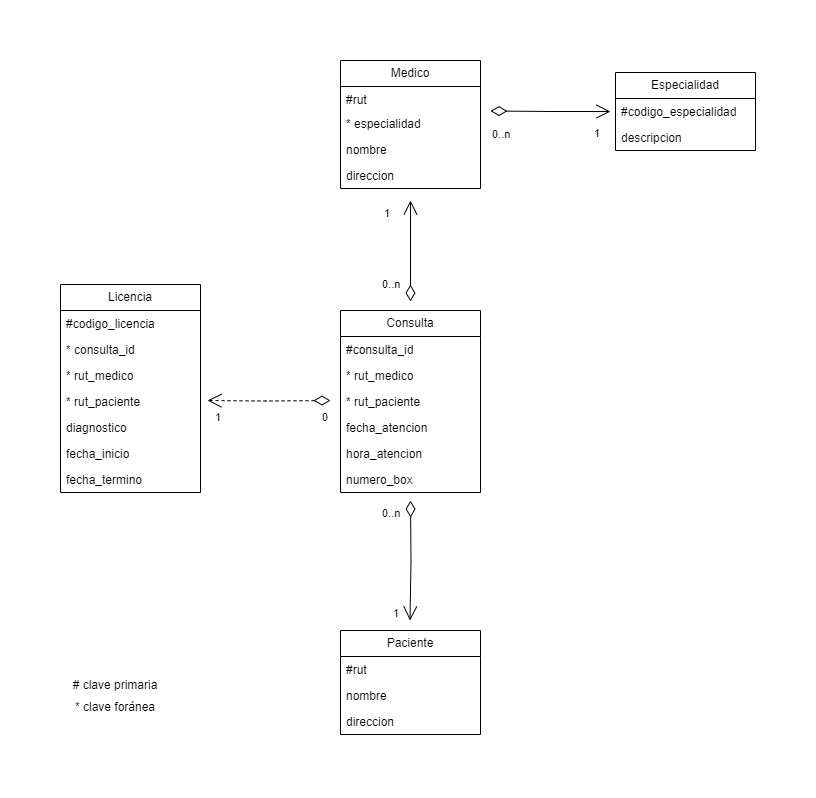 Medico
#rut
* especialidad
nombre
direccion
0..n
1
Especialidad
#codigo_especialidad
descripcion
1
0..n
Licencia
#codigo_licencia
* consulta_id
* rut_medico
* rut_paciente
diagnostico
fecha_inicio
fecha_termino
1
0
Consulta
#consulta_id
* rut_medico
* rut_paciente
fecha_atencion
hora_atencion
numero_box
0..n
1
Paciente
#rut
nombre
direccion
# clave primaria
* clave foránea